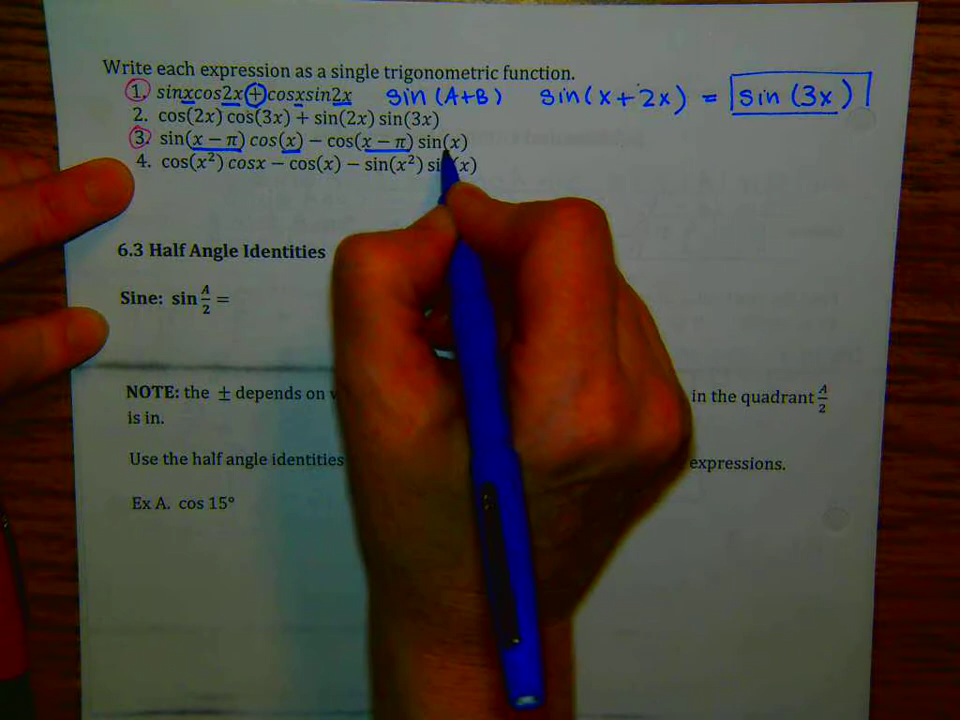 Write each expression as a single trigonometric function.
1. sinxcos2x + cosxsin2x sin (A+B) sin(x+2x) = sin (3x)
2. cos(2x) cos(3x) + sin(2x) sin(3x)
3. sin(x − π) cos(x) − cos(x − π) sin(x)
4. cos(x²) cosx − cos(x) − sin(x²) si (x)
6.3 Half Angle Identities
Sine: sin A/2 =
NOTE: the ± depends on in the quadrant A/2
is in.
Use the half angle identities expressions.
Ex A. cos 15°